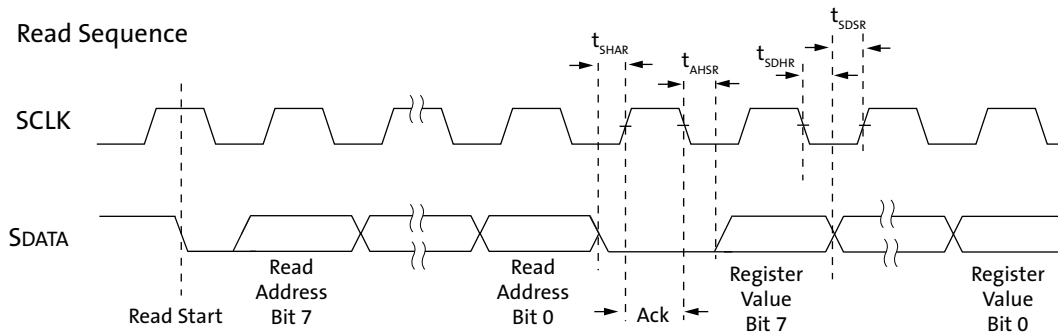 Read Sequence
tSHAR
tAHSR
tSDHR
tSDSR
SCLK
SDATA
Read
Address
Bit 7
Read
Address
Bit 0
Register
Value
Bit 7
Register
Value
Bit 0
Read Start
Ack